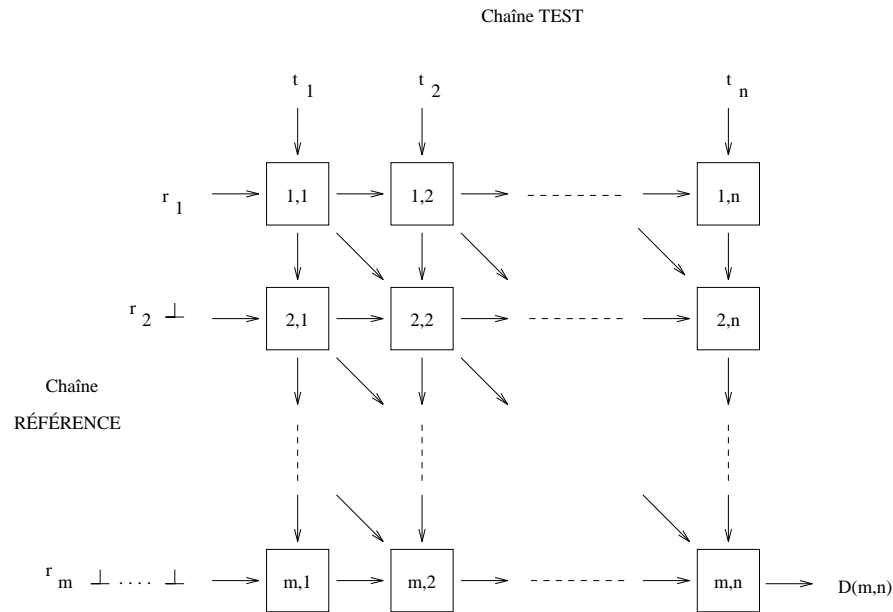 Chaîne TEST
t 1 t 2 t n
r 1 1,1 1,2 1,n
r 2 ⊥ 2,1 2,2 2,n
Chaîne
RÉFÉRENCE
r m ⊥ .... ⊥ m,1 m,2 m,n D(m,n)